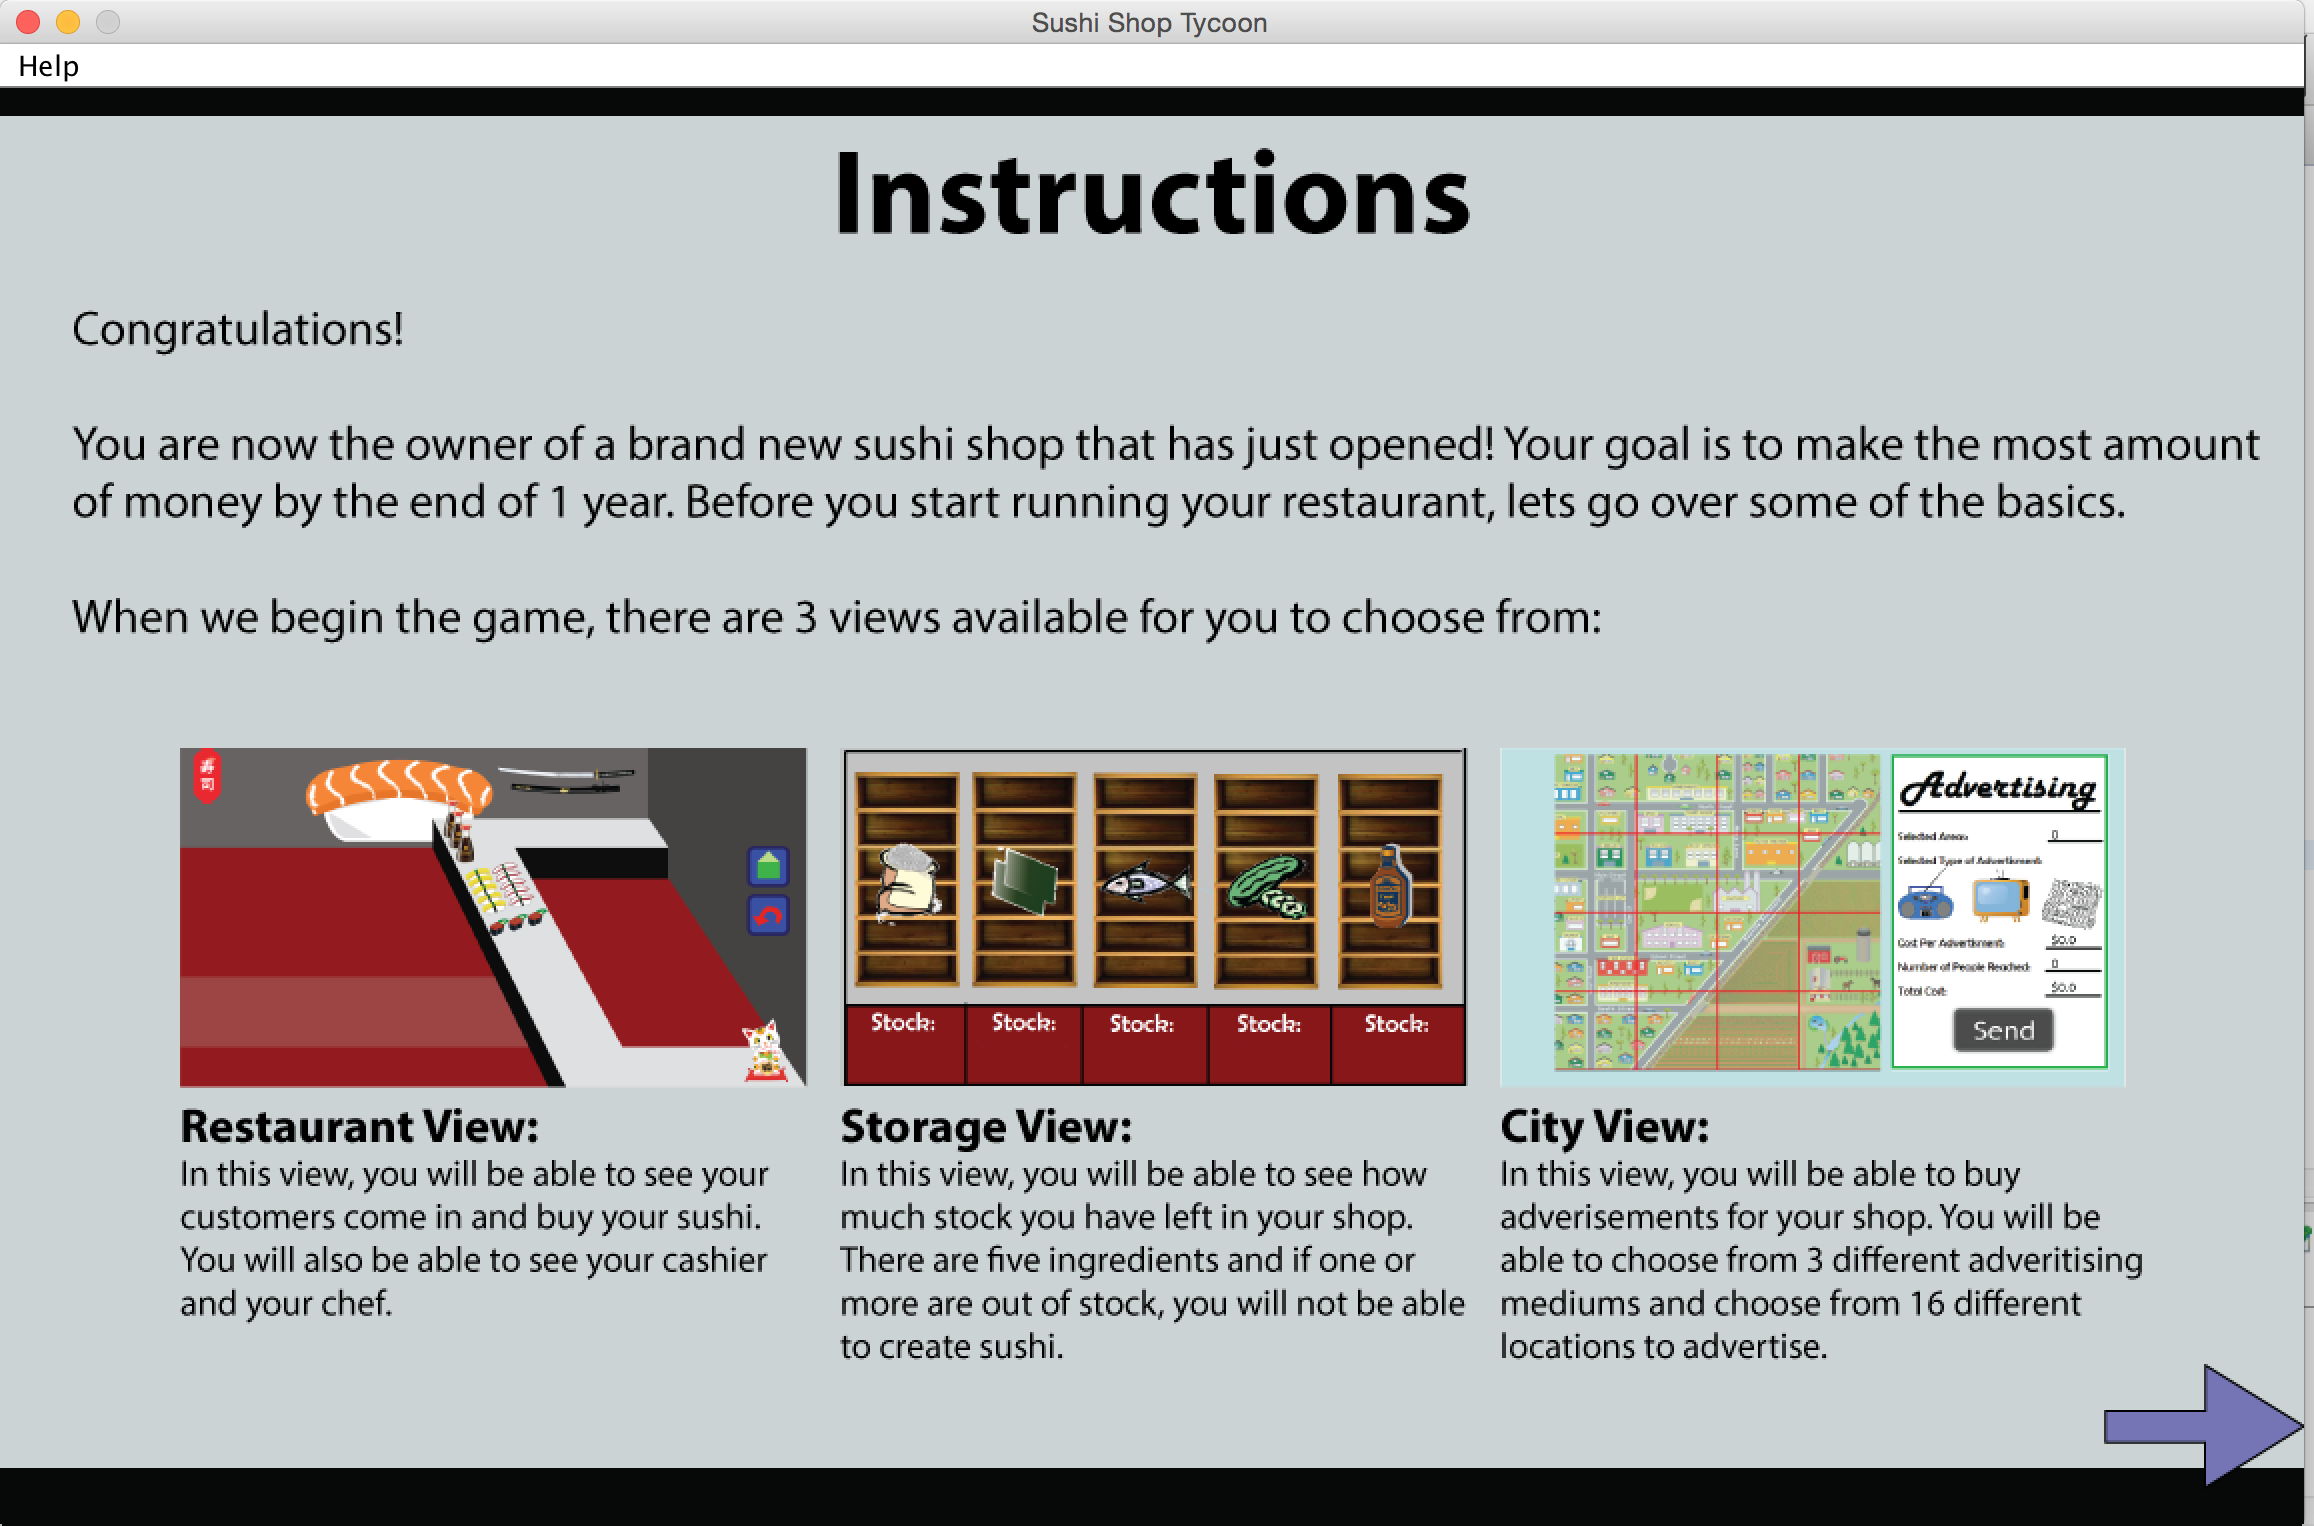 Sushi Shop Tycoon
Help
Instructions
Congratulations!
You are now the owner of a brand new sushi shop that has just opened! Your goal is to make the most amount
of money by the end of 1 year. Before you start running your restaurant, lets go over some of the basics.
When we begin the game, there are 3 views available for you to choose from:
寿
司
Stock:
Stock:
Stock:
Stock:
Stock:
Advertising
Selected Areas: 0
Selected Type of Advertisment:
Cost Per Advertisment: $0.0
Number of People Reached: 0
Total Cost: $0.0
Send
Restaurant View:
In this view, you will be able to see your
customers come in and buy your sushi.
You will also be able to see your cashier
and your chef.
Storage View:
In this view, you will be able to see how
much stock you have left in your shop.
There are five ingredients and if one or
more are out of stock, you will not be able
to create sushi.
City View:
In this view, you will be able to buy
adverisements for your shop. You will be
able to choose from 3 different adveritising
mediums and choose from 16 different
locations to advertise.